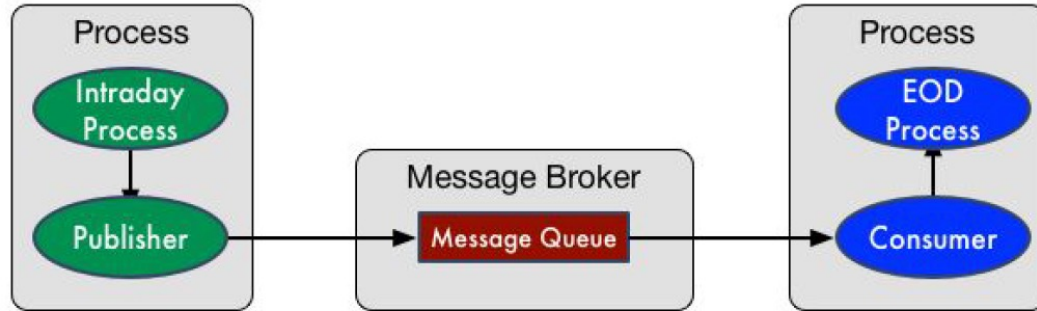 Process
Intraday
Process
Publisher
Message Broker
Message Queue
Process
EOD
Process
Consumer